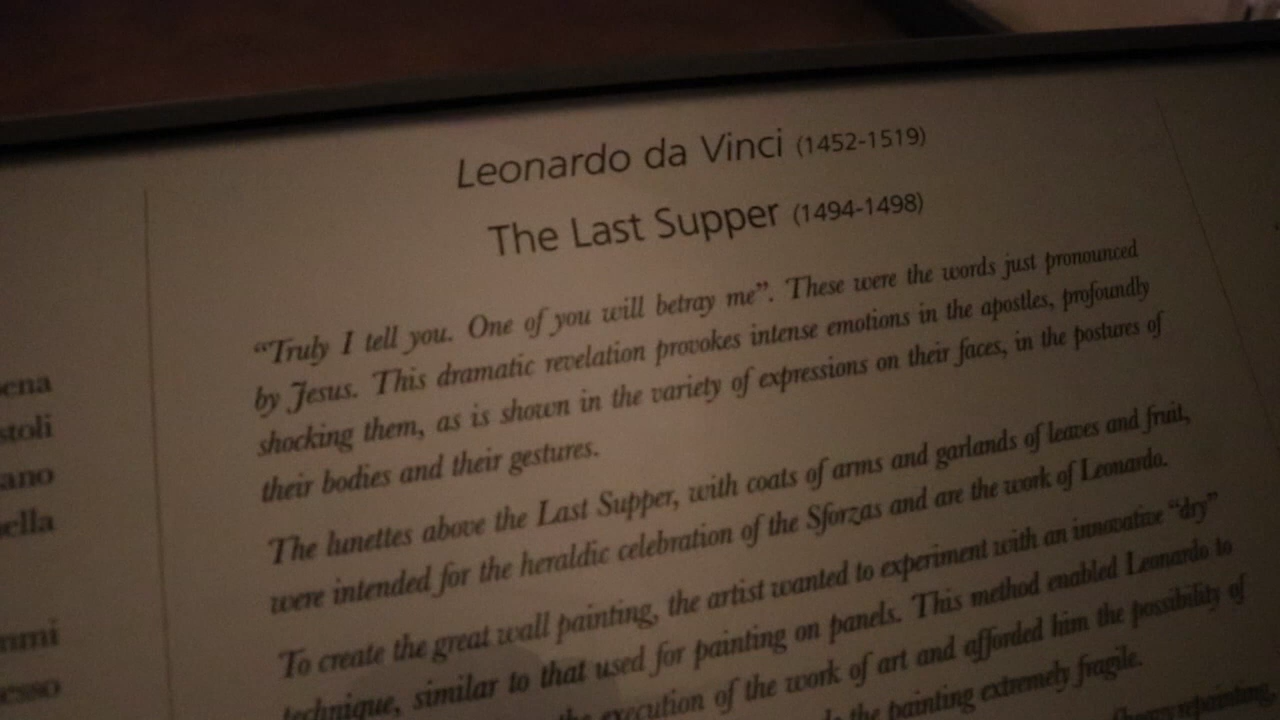 Leonardo da Vinci (1452-1519)
The Last Supper (1494-1498)
“Truly I tell you. One of you will betray me”. These were the words just pronounced
by Jesus. This dramatic revelation provokes intense emotions in the apostles, profoundly
shocking them, as is shown in the variety of expressions on their faces, in the postures of
their bodies and their gestures.
The lunettes above the Last Supper, with coats of arms and garlands of leaves and fruit,
were intended for the heraldic celebration of the Sforzas and are the work of Leonardo.
To create the great wall painting, the artist wanted to experiment with an innovative “dry”
technique, similar to that used for painting on panels. This method enabled Leonardo to
the execution of the work of art and afforded him the possibility of
the painting extremely fragile.
repainting,
ena
stoli
ano
ella
mmi
esso